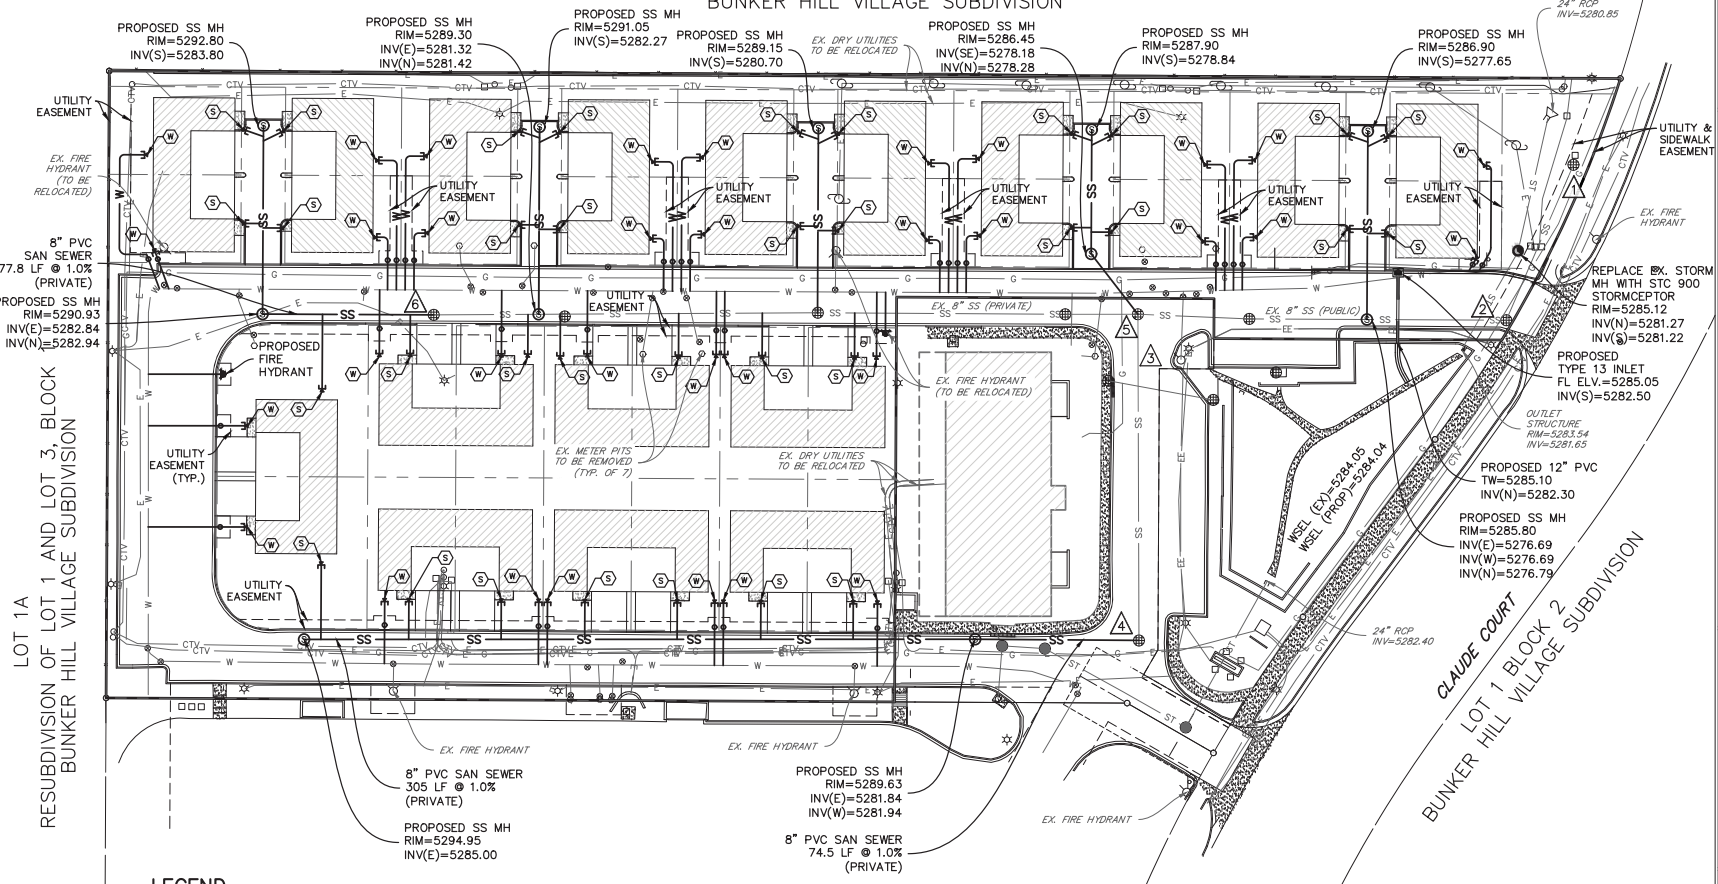 BUNKER HILL VILLAGE SUBDIVISION
PROPOSED SS MH
RIM=5292.80
INV(S)=5283.80
PROPOSED SS MH
RIM=5289.30
INV(E)=5281.32
INV(N)=5281.42
PROPOSED SS MH
RIM=5291.05
INV(S)=5282.27
PROPOSED SS MH
RIM=5289.15
INV(S)=5280.70
EX. DRY UTILITIES
TO BE RELOCATED
PROPOSED SS MH
RIM=5286.45
INV(SE)=5278.18
INV(N)=5278.28
PROPOSED SS MH
RIM=5287.90
INV(S)=5278.84
PROPOSED SS MH
RIM=5286.90
INV(S)=5277.65
24" RCP
INV=5280.85
UTILITY
EASEMENT
EX. FIRE
HYDRANT
(TO BE
RELOCATED)
UTILITY
EASEMENT
UTILITY
EASEMENT
UTILITY
EASEMENT
UTILITY
EASEMENT
UTILITY
EASEMENT
UTILITY &
SIDEWALK
EASEMENT
1
EX. FIRE
HYDRANT
8" PVC
SAN SEWER
77.8 LF @ 1.0%
(PRIVATE)
PROPOSED SS MH
RIM=5290.93
INV(E)=5282.84
INV(N)=5282.94
6
UTILITY
EASEMENT
EX. 8" SS (PRIVATE)
5
EX. 8" SS (PUBLIC)
2
3
REPLACE EX. STORM
MH WITH STC 900
STORMCEPTOR
RIM=5285.12
INV(N)=5281.27
INV(S)=5281.22
PROPOSED
FIRE
HYDRANT
EX. FIRE HYDRANT
(TO BE RELOCATED)
PROPOSED
TYPE 13 INLET
FL ELV.=5285.05
INV(S)=5282.50
OUTLET
STRUCTURE
RIM=5283.54
INV=5281.65
UTILITY
EASEMENT
(TYP.)
EX. METER PITS
TO BE REMOVED
(TYP. OF 7)
EX. DRY UTILITIES
TO BE RELOCATED
WSEL (EX)=5284.05
WSEL (PROP)=5284.04
PROPOSED 12" PVC
TW=5285.10
INV(N)=5282.30
PROPOSED SS MH
RIM=5285.80
INV(E)=5276.69
INV(W)=5276.69
INV(N)=5276.79
UTILITY
EASEMENT
4
24" RCP
INV=5282.40
LOT 1A
RESUBDIVISION OF LOT 1 AND LOT 3, BLOCK 1
BUNKER HILL VILLAGE SUBDIVISION
CLAUDE COURT
LOT 1 BLOCK 2
BUNKER HILL VILLAGE SUBDIVISION
EX. FIRE HYDRANT
EX. FIRE HYDRANT
EX. FIRE HYDRANT
8" PVC SAN SEWER
305 LF @ 1.0%
(PRIVATE)
PROPOSED SS MH
RIM=5294.95
INV(E)=5285.00
PROPOSED SS MH
RIM=5289.63
INV(E)=5281.84
INV(W)=5281.94
8" PVC SAN SEWER
74.5 LF @ 1.0%
(PRIVATE)
LEGEND